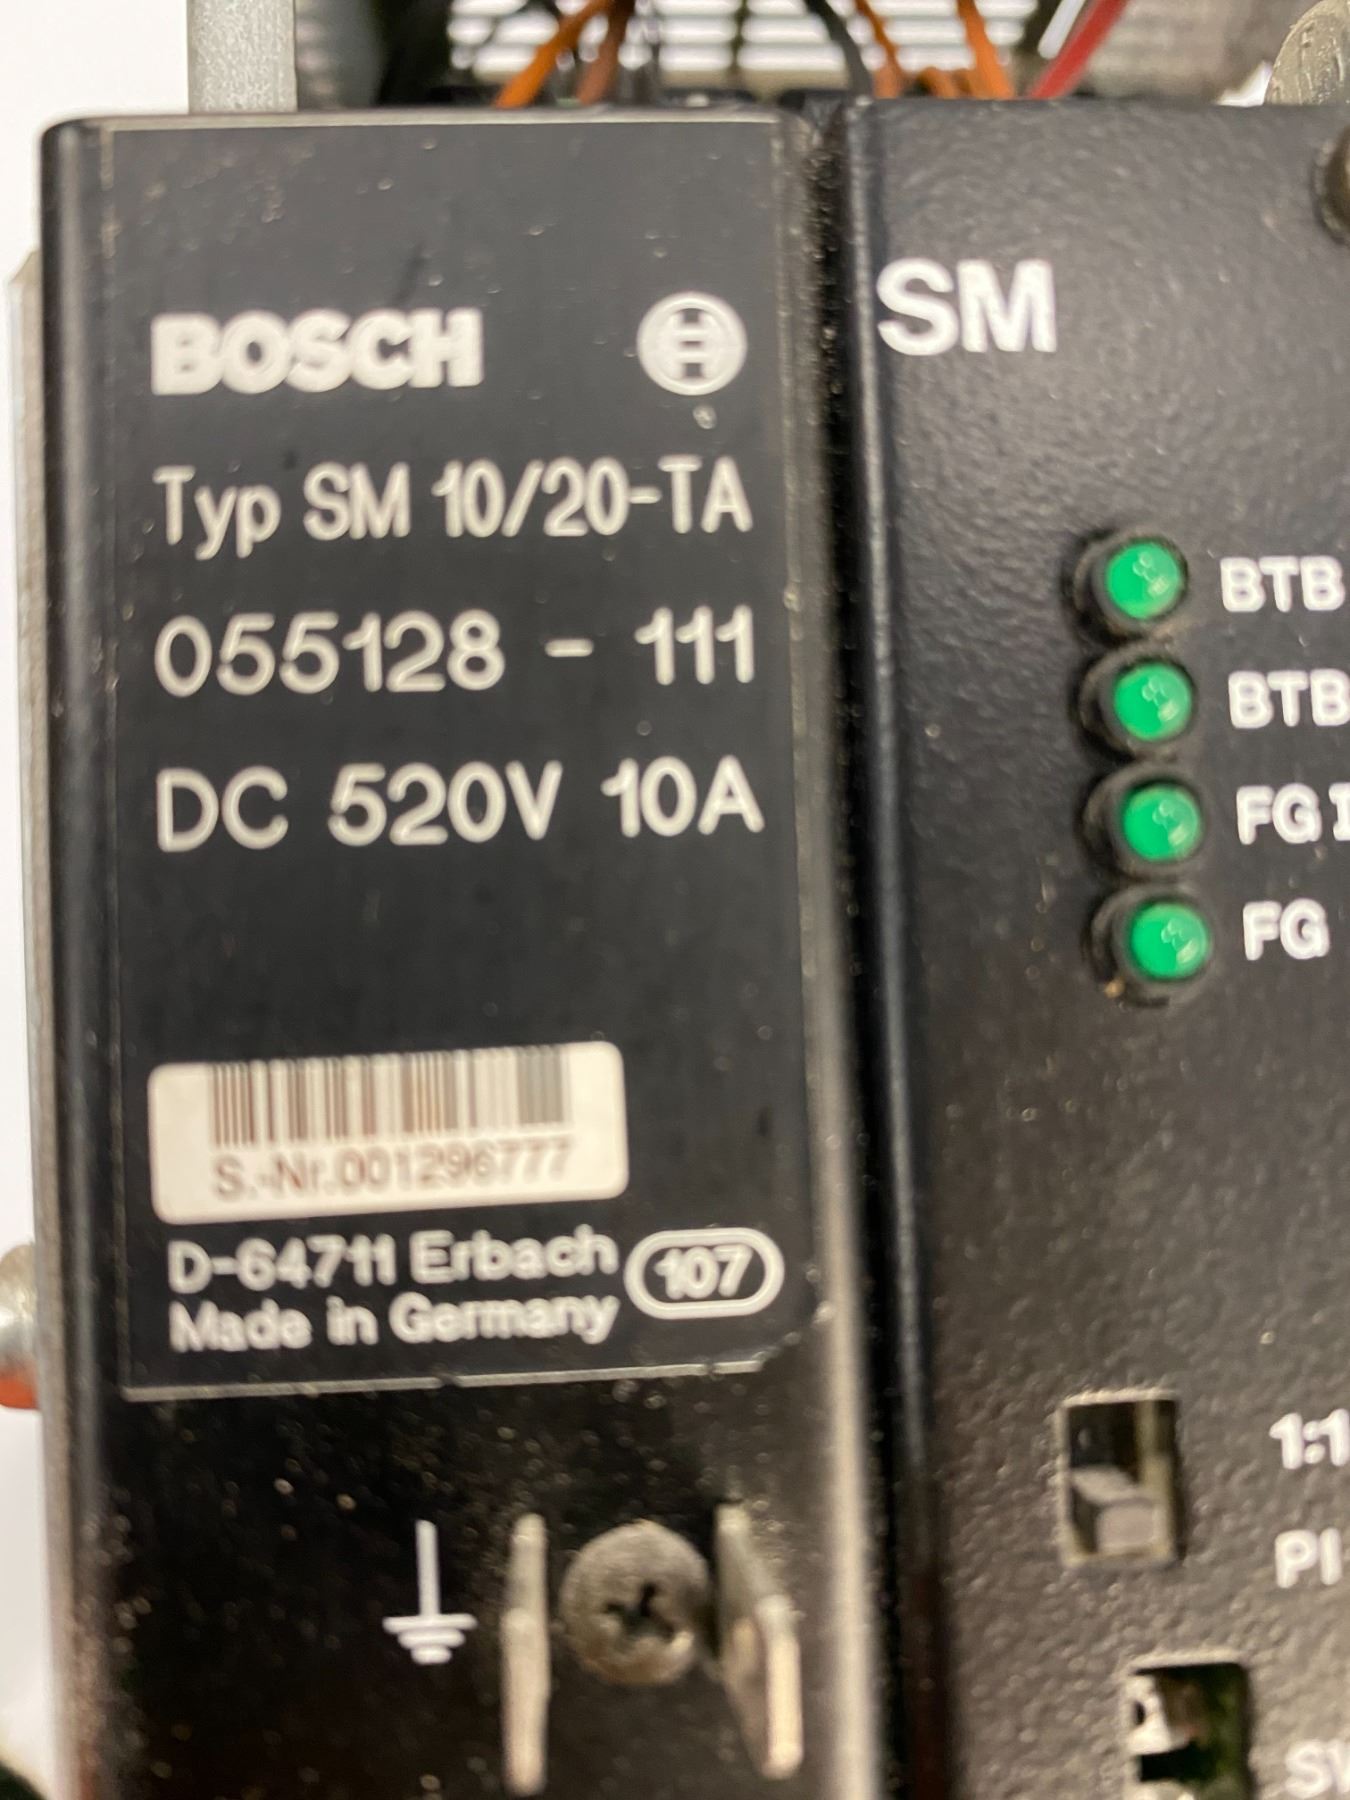 BOSCH
Typ SM 10/20-TA
055128 - 111
DC 520V 10A
S.-Nr.001296777
D-64711 Erbach
Made in Germany
107
SM
BTB
BTB
FGI
FG
1:1
PI